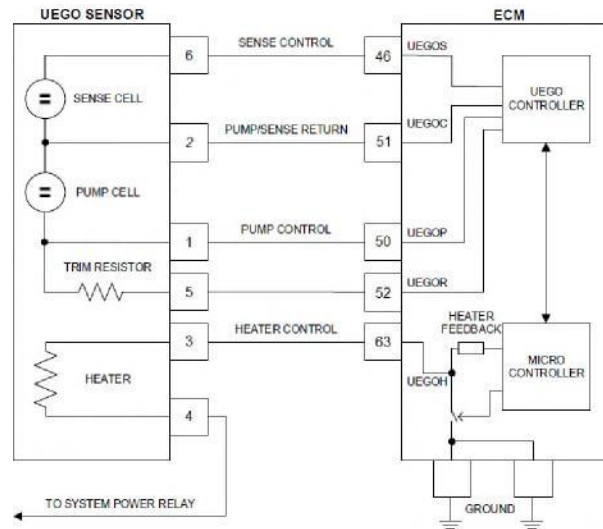 UEGO SENSOR
ECM
6
SENSE CONTROL
46
UEGOS
SENSE CELL
UEGO
CONTROLLER
2
PUMP/SENSE RETURN
51
UEGOC
PUMP CELL
1
PUMP CONTROL
50
UEGOP
TRIM RESISTOR
5
52
UEGOR
3
HEATER CONTROL
63
HEATER
FEEDBACK
MICRO
CONTROLLER
UEGOH
HEATER
4
TO SYSTEM POWER RELAY
GROUND